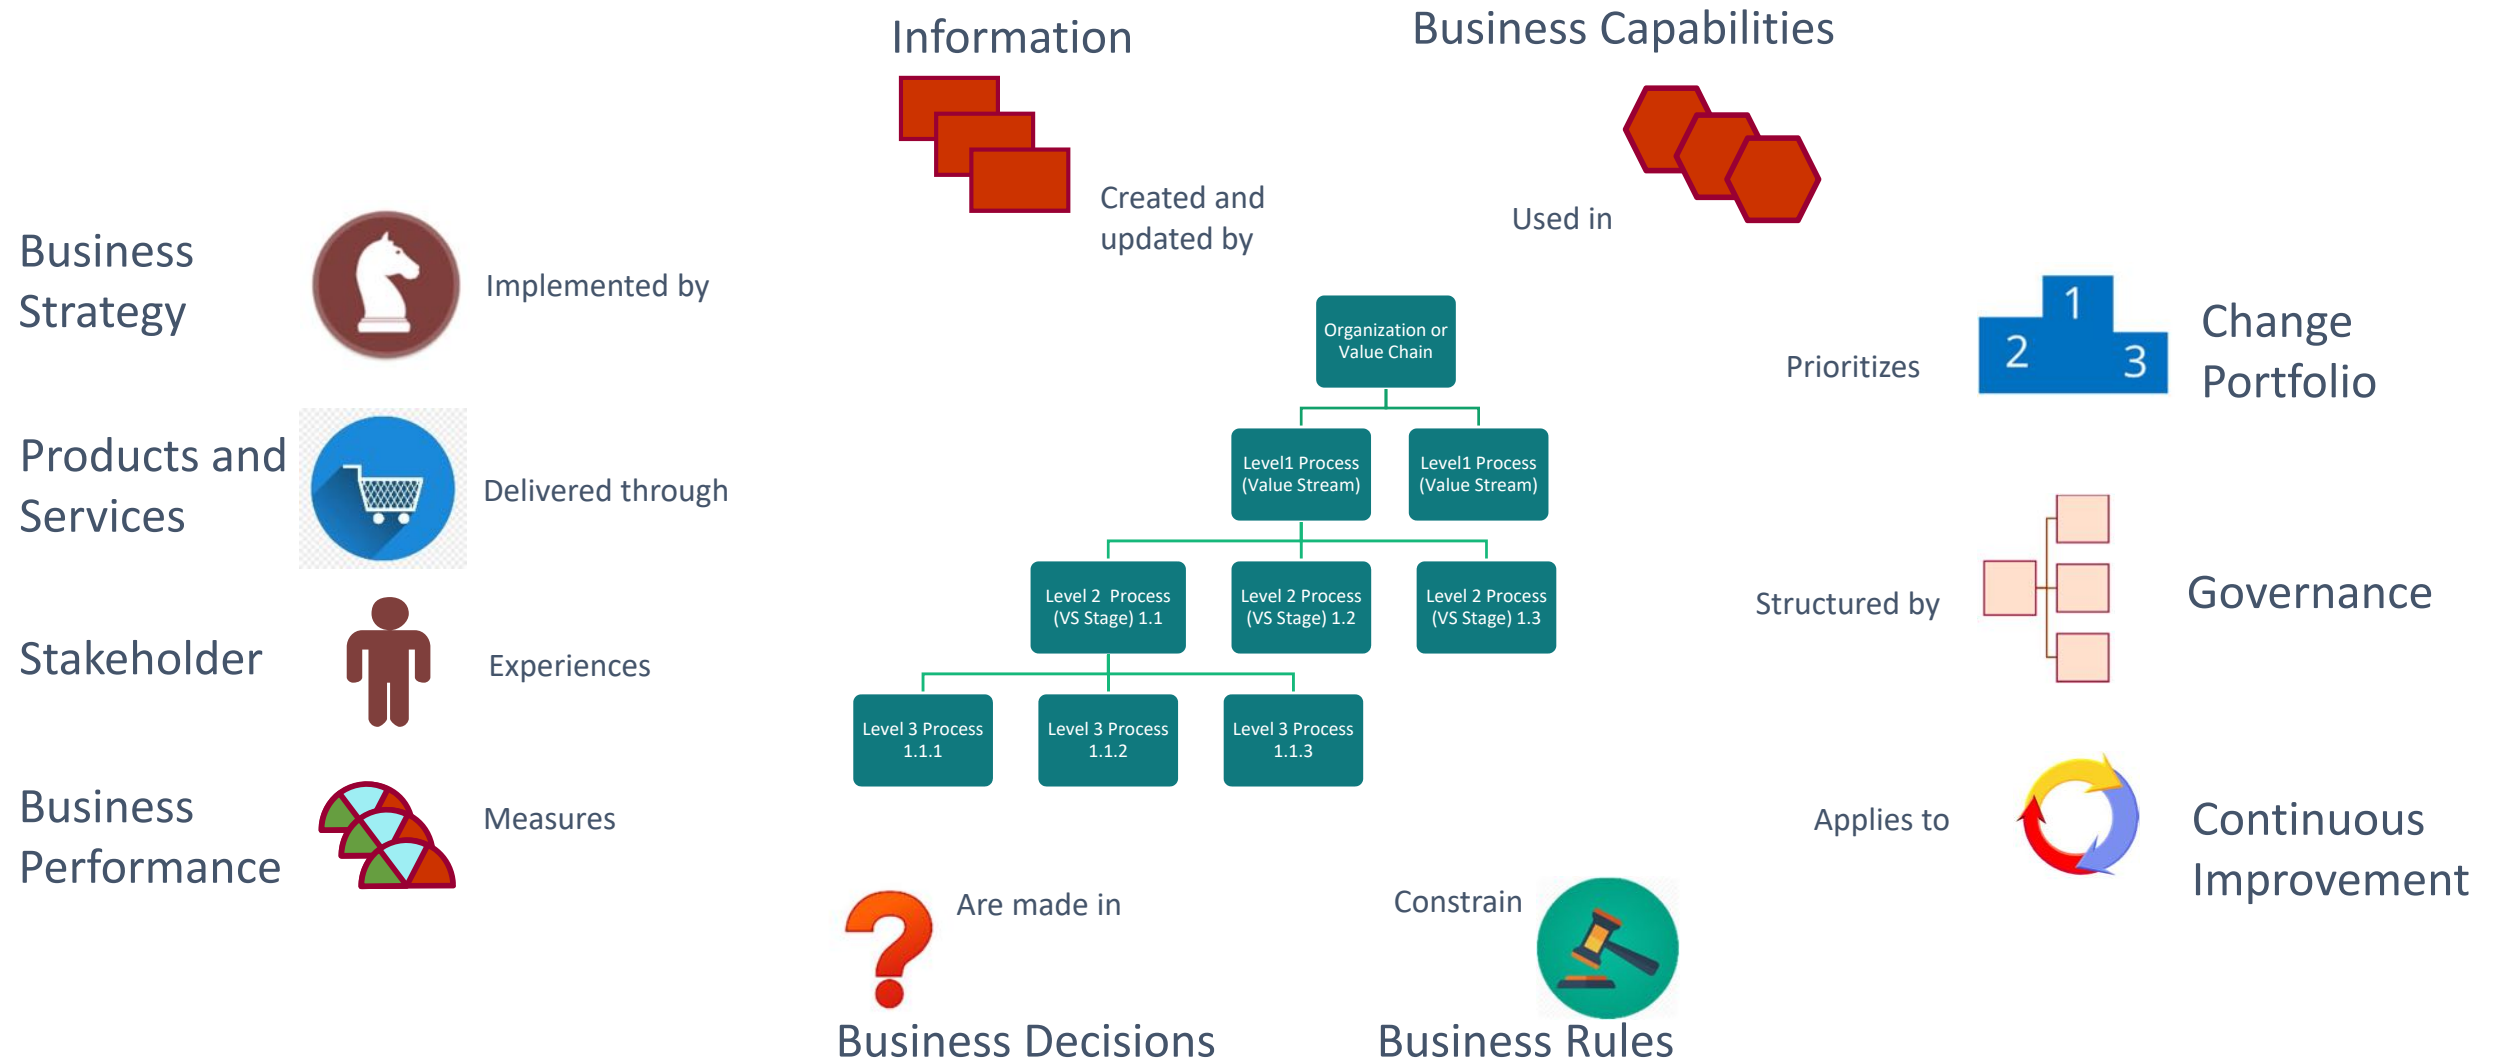 Information
Business Capabilities
Created and
updated by
Used in
Business
Strategy
Implemented by
Organization or
Value Chain
1
2
3
Prioritizes
Change
Portfolio
Products and
Services
Delivered through
Level1 Process
(Value Stream)
Level1 Process
(Value Stream)
Level 2 Process
(VS Stage) 1.1
Level 2 Process
(VS Stage) 1.2
Level 2 Process
(VS Stage) 1.3
Structured by
Governance
Stakeholder
Experiences
Level 3 Process
1.1.1
Level 3 Process
1.1.2
Level 3 Process
1.1.3
Business
Performance
Measures
Applies to
Continuous
Improvement
Are made in
Constrain
Business Decisions
Business Rules